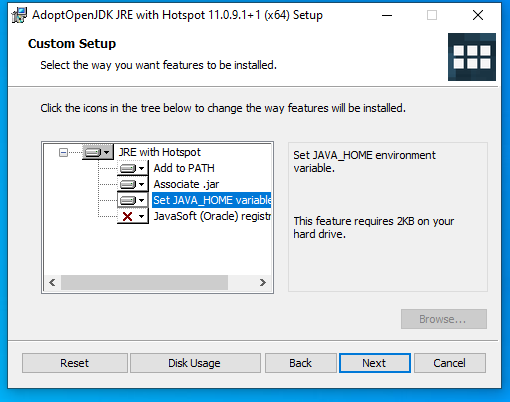 AdoptOpenJDK JRE with Hotspot 11.0.9.1+1 (x64) Setup
Custom Setup
Select the way you want features to be installed.
Click the icons in the tree below to change the way features will be installed.
JRE with Hotspot
Add to PATH
Associate .jar
Set JAVA_HOME variable
JavaSoft (Oracle) registr
Set JAVA_HOME environment
variable.
This feature requires 2KB on your
hard drive.
Browse...
Reset Disk Usage Back Next Cancel